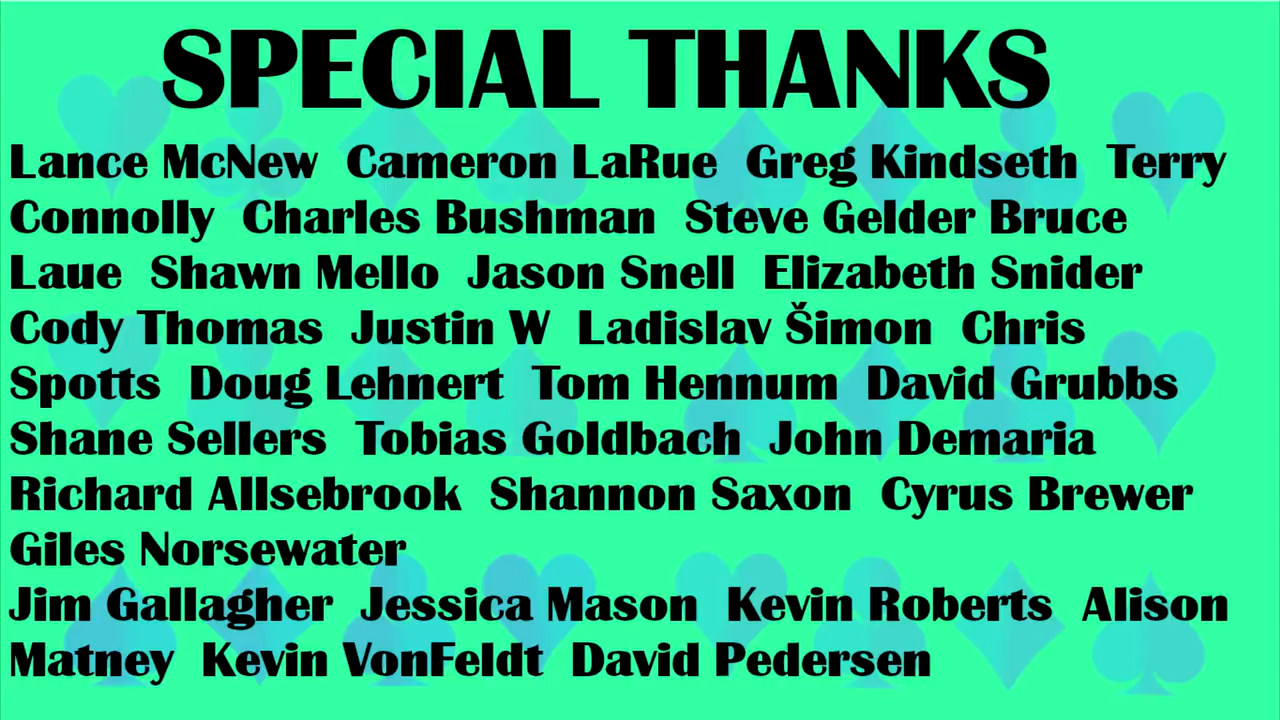 SPECIAL THANKS
Lance McNew  Cameron LaRue  Greg Kindseth  Terry
Connolly  Charles Bushman  Steve Gelder Bruce
Laue  Shawn Mello  Jason Snell  Elizabeth Snider
Cody Thomas  Justin W  Ladislav Šimon  Chris
Spotts  Doug Lehnert  Tom Hennum  David Grubbs
Shane Sellers  Tobias Goldbach  John Demaria
Richard Allsebrook  Shannon Saxon  Cyrus Brewer
Giles Norsewater
Jim Gallagher  Jessica Mason  Kevin Roberts  Alison
Matney  Kevin VonFeldt  David Pedersen